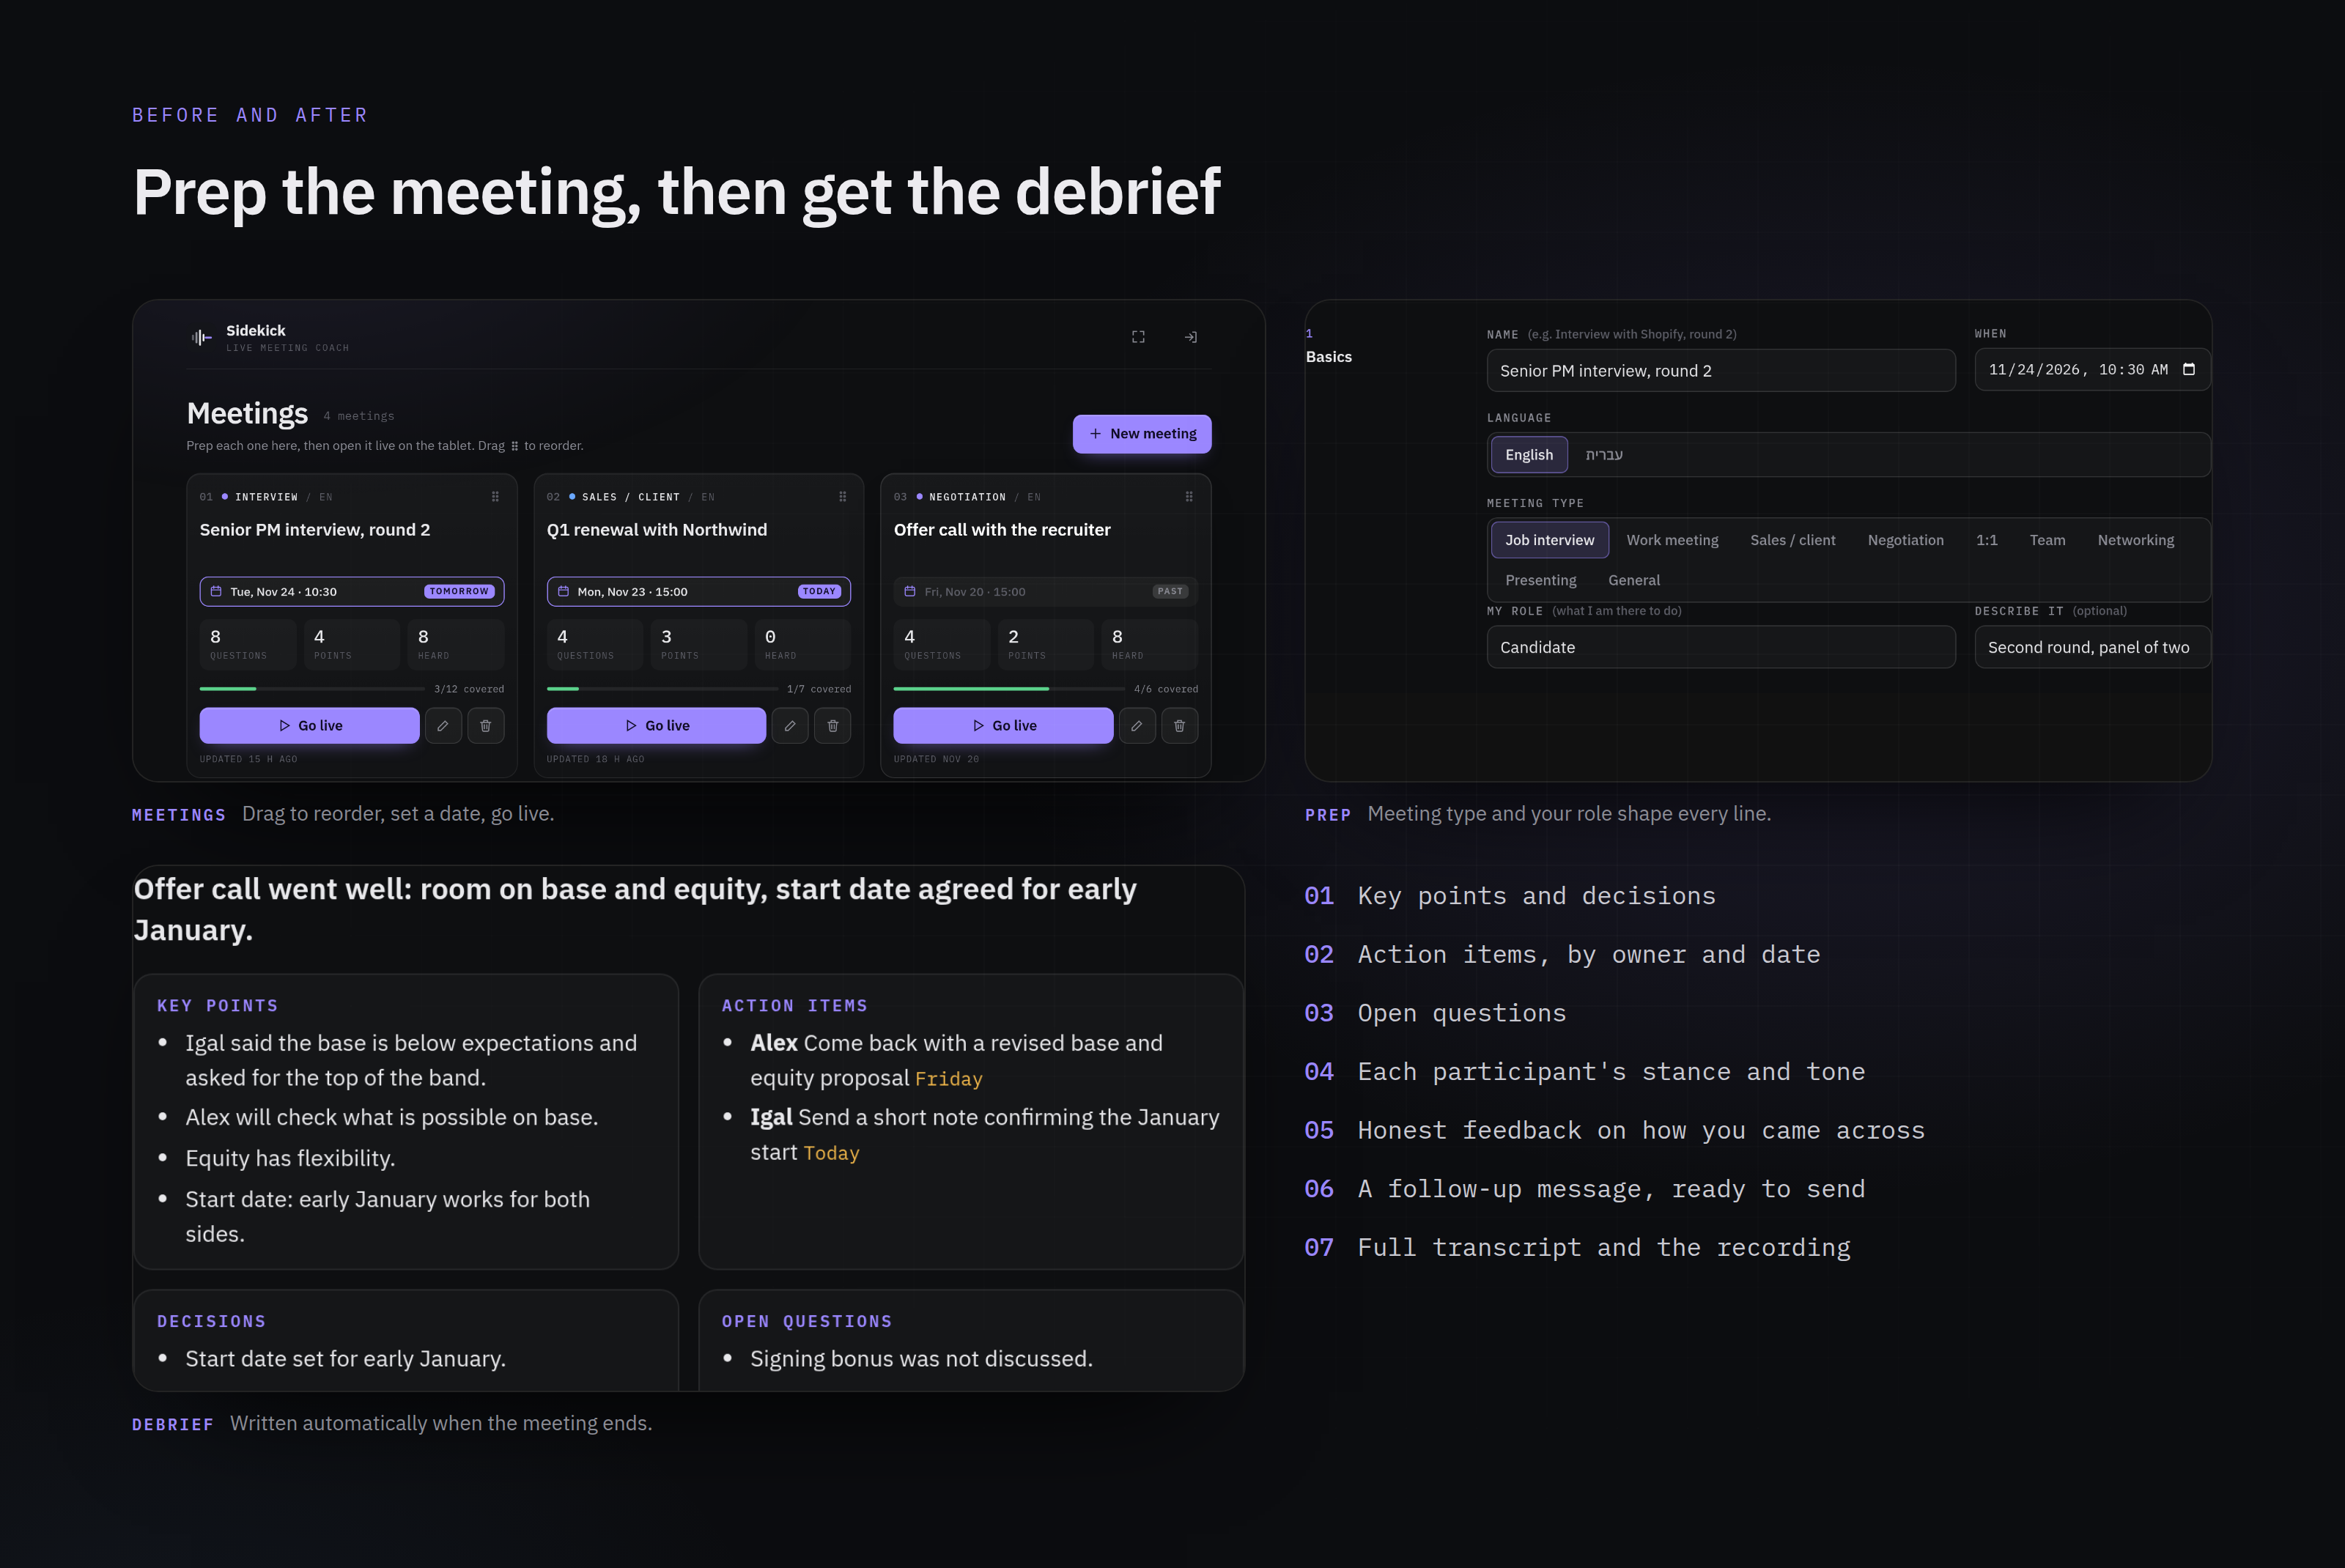 BEFORE AND AFTER
Prep the meeting, then get the debrief
Sidekick
LIVE MEETING COACH
Meetings 4 meetings
Prep each one here, then open it live on the tablet. Drag ⠿ to reorder.
+ New meeting
01 • INTERVIEW / EN
Senior PM interview, round 2
Tue, Nov 24 · 10:30 TOMORROW
8 4 8
QUESTIONS POINTS HEARD
3/12 covered
Go live
UPDATED 15 H AGO
02 • SALES / CLIENT / EN
Q1 renewal with Northwind
Mon, Nov 23 · 15:00 TODAY
4 3 0
QUESTIONS POINTS HEARD
1/7 covered
Go live
UPDATED 18 H AGO
03 • NEGOTIATION / EN
Offer call with the recruiter
Fri, Nov 20 · 15:00 PAST
4 2 8
QUESTIONS POINTS HEARD
4/6 covered
Go live
UPDATED NOV 20
MEETINGS Drag to reorder, set a date, go live.
1
Basics
NAME (e.g. Interview with Shopify, round 2)
Senior PM interview, round 2
WHEN
11/24/2026, 10:30 AM
LANGUAGE
English עברית
MEETING TYPE
Job interview Work meeting Sales / client Negotiation 1:1 Team Networking
Presenting General
MY ROLE (what I am there to do)
Candidate
DESCRIBE IT (optional)
Second round, panel of two
PREP Meeting type and your role shape every line.
Offer call went well: room on base and equity, start date agreed for early
January.
KEY POINTS
• Igal said the base is below expectations and
asked for the top of the band.
• Alex will check what is possible on base.
• Equity has flexibility.
• Start date: early January works for both
sides.
ACTION ITEMS
• Alex Come back with a revised base and
equity proposal Friday
• Igal Send a short note confirming the January
start Today
DECISIONS
• Start date set for early January.
OPEN QUESTIONS
• Signing bonus was not discussed.
DEBRIEF Written automatically when the meeting ends.
01 Key points and decisions
02 Action items, by owner and date
03 Open questions
04 Each participant's stance and tone
05 Honest feedback on how you came across
06 A follow-up message, ready to send
07 Full transcript and the recording